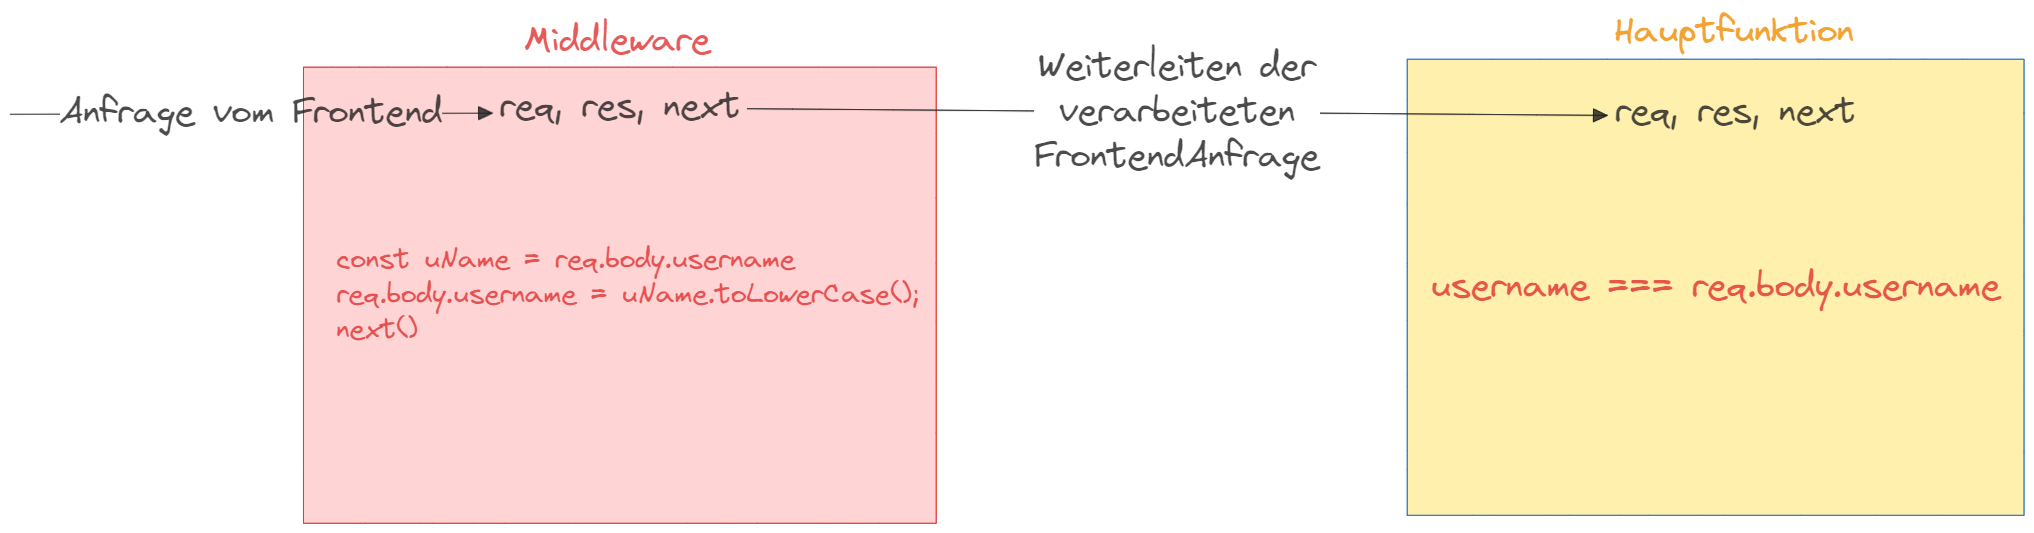 Middleware
Hauptfunktion
Anfrage vom Frontend
req, res, next
Weiterleiten der
verarbeiteten
FrontendAnfrage
req, res, next
const uName = req.body.username
req.body.username = uName.toLowerCase();
next()
username === req.body.username